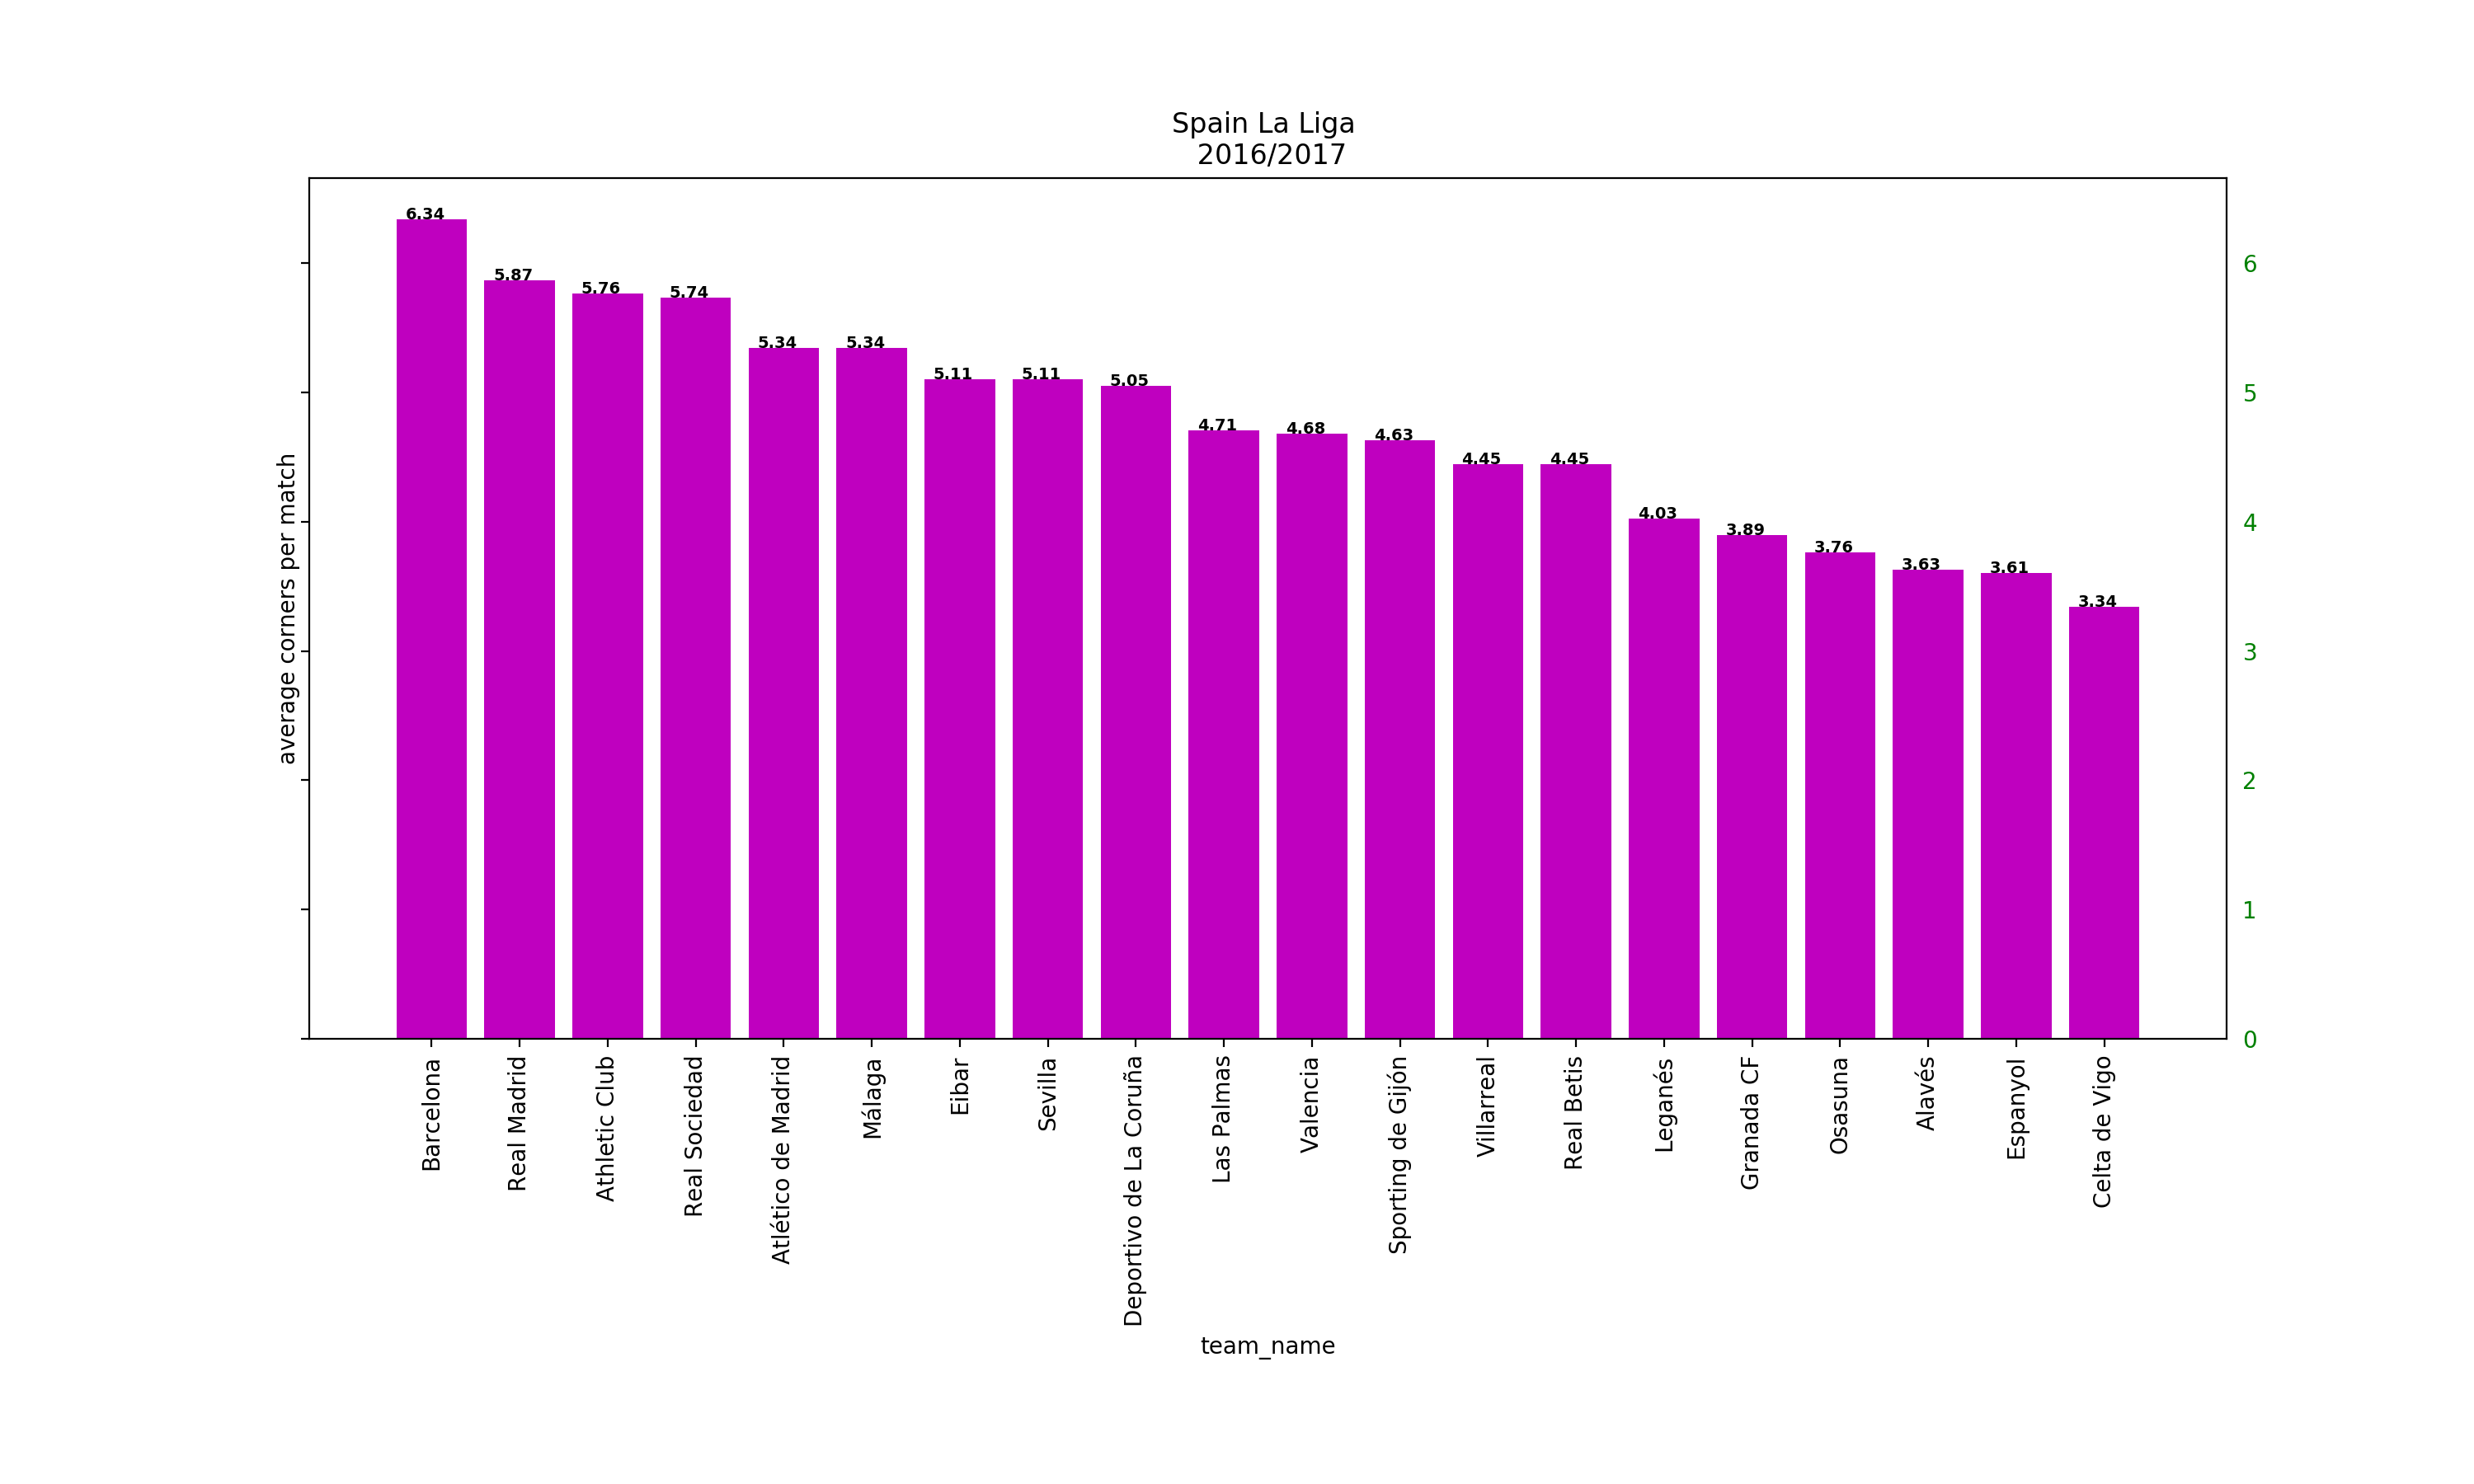 Spain La Liga
2016/2017
average corners per match
6.34
5.87
5.76
5.74
5.34
5.34
5.11
5.11
5.05
4.71
4.68
4.63
4.45
4.45
4.03
3.89
3.76
3.63
3.61
3.34
6
5
4
3
2
1
0
Barcelona
Real Madrid
Athletic Club
Real Sociedad
Atlético de Madrid
Málaga
Eibar
Sevilla
Deportivo de La Coruña
Las Palmas
Valencia
Sporting de Gijón
Villarreal
Real Betis
Leganés
Granada CF
Osasuna
Alavés
Espanyol
Celta de Vigo
team_name